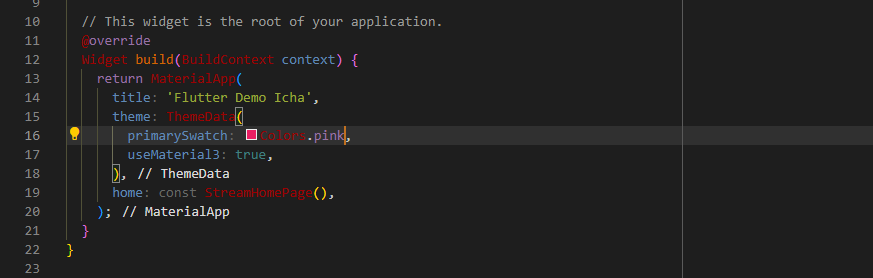 9
10 // This widget is the root of your application.
11 @override
12 Widget build(BuildContext context) {
13 return MaterialApp(
14 title: 'Flutter Demo Icha',
15 theme: ThemeData(
16 primarySwatch: Colors.pink,
17 useMaterial3: true,
18 ), // ThemeData
19 home: const StreamHomePage(),
20 ); // MaterialApp
21 }
22 }
23